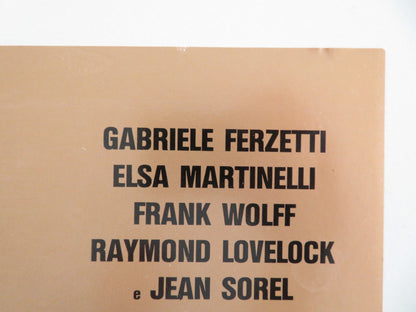 GABRIELE FERZETTI
ELSA MARTINELLI
FRANK WOLFF
RAYMOND LOVELOCK
e JEAN SOREL